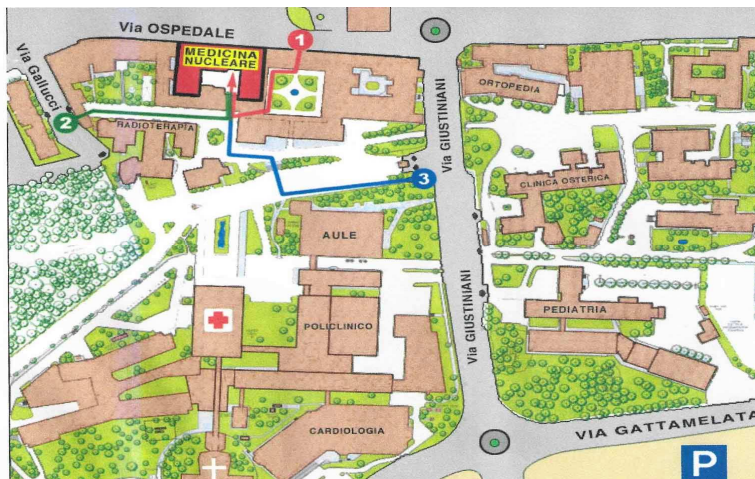 Via OSPEDALE
Via Gallucci
MEDICINA
NUCLEARE
1
2
RADIOTERAPIA
3
Via GIUSTINIANI
ORTOPEDIA
CLINICA OSTERICA
AULE
POLICLINICO
Via GIUSTINIANI
PEDIATRIA
CARDIOLOGIA
VIA GATTAMELATA
P